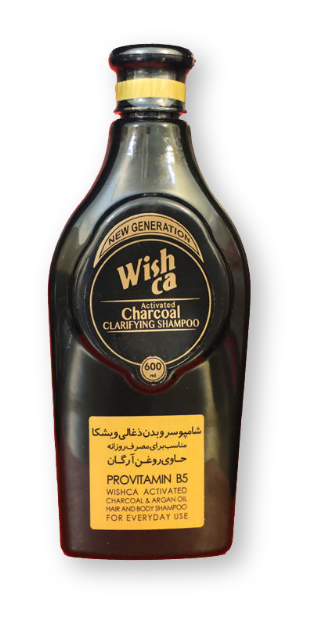 NEW GENERATION
Wish
ca
Activated
Charcoal
CLARIFYING SHAMPOO
600
ml
شامپو سر و بدن ذغالی ویشکا
مناسب برای مصرف روزانه
حاوی روغن آرگان
PROVITAMIN B5
WISHCA ACTIVATED
CHARCOAL & ARGAN OIL
HAIR AND BODY SHAMPOO
FOR EVERYDAY USE